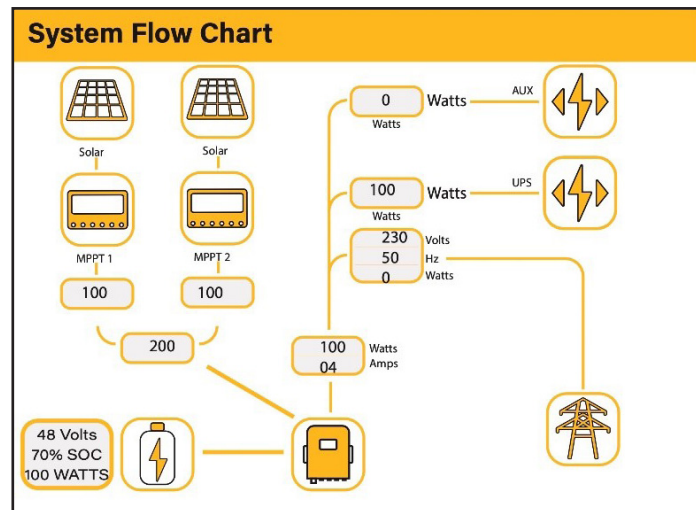 System Flow Chart
Solar
Solar
MPPT 1
MPPT 2
100
100
200
48 Volts
70% SOC
100 WATTS
0 Watts
Watts
AUX
100 Watts
Watts
UPS
230 Volts
50 Hz
0 Watts
100 Watts
04 Amps